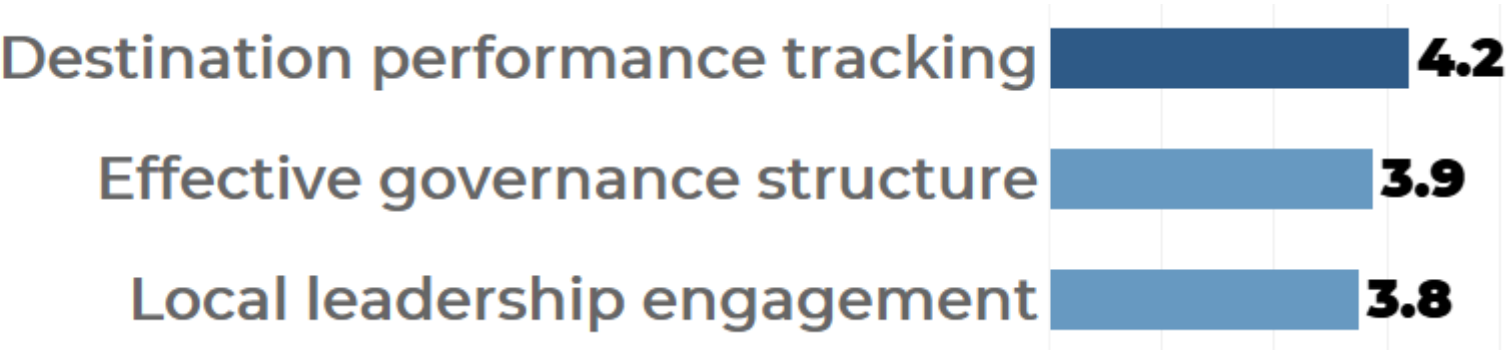 Destination performance tracking 4.2
Effective governance structure 3.9
Local leadership engagement 3.8